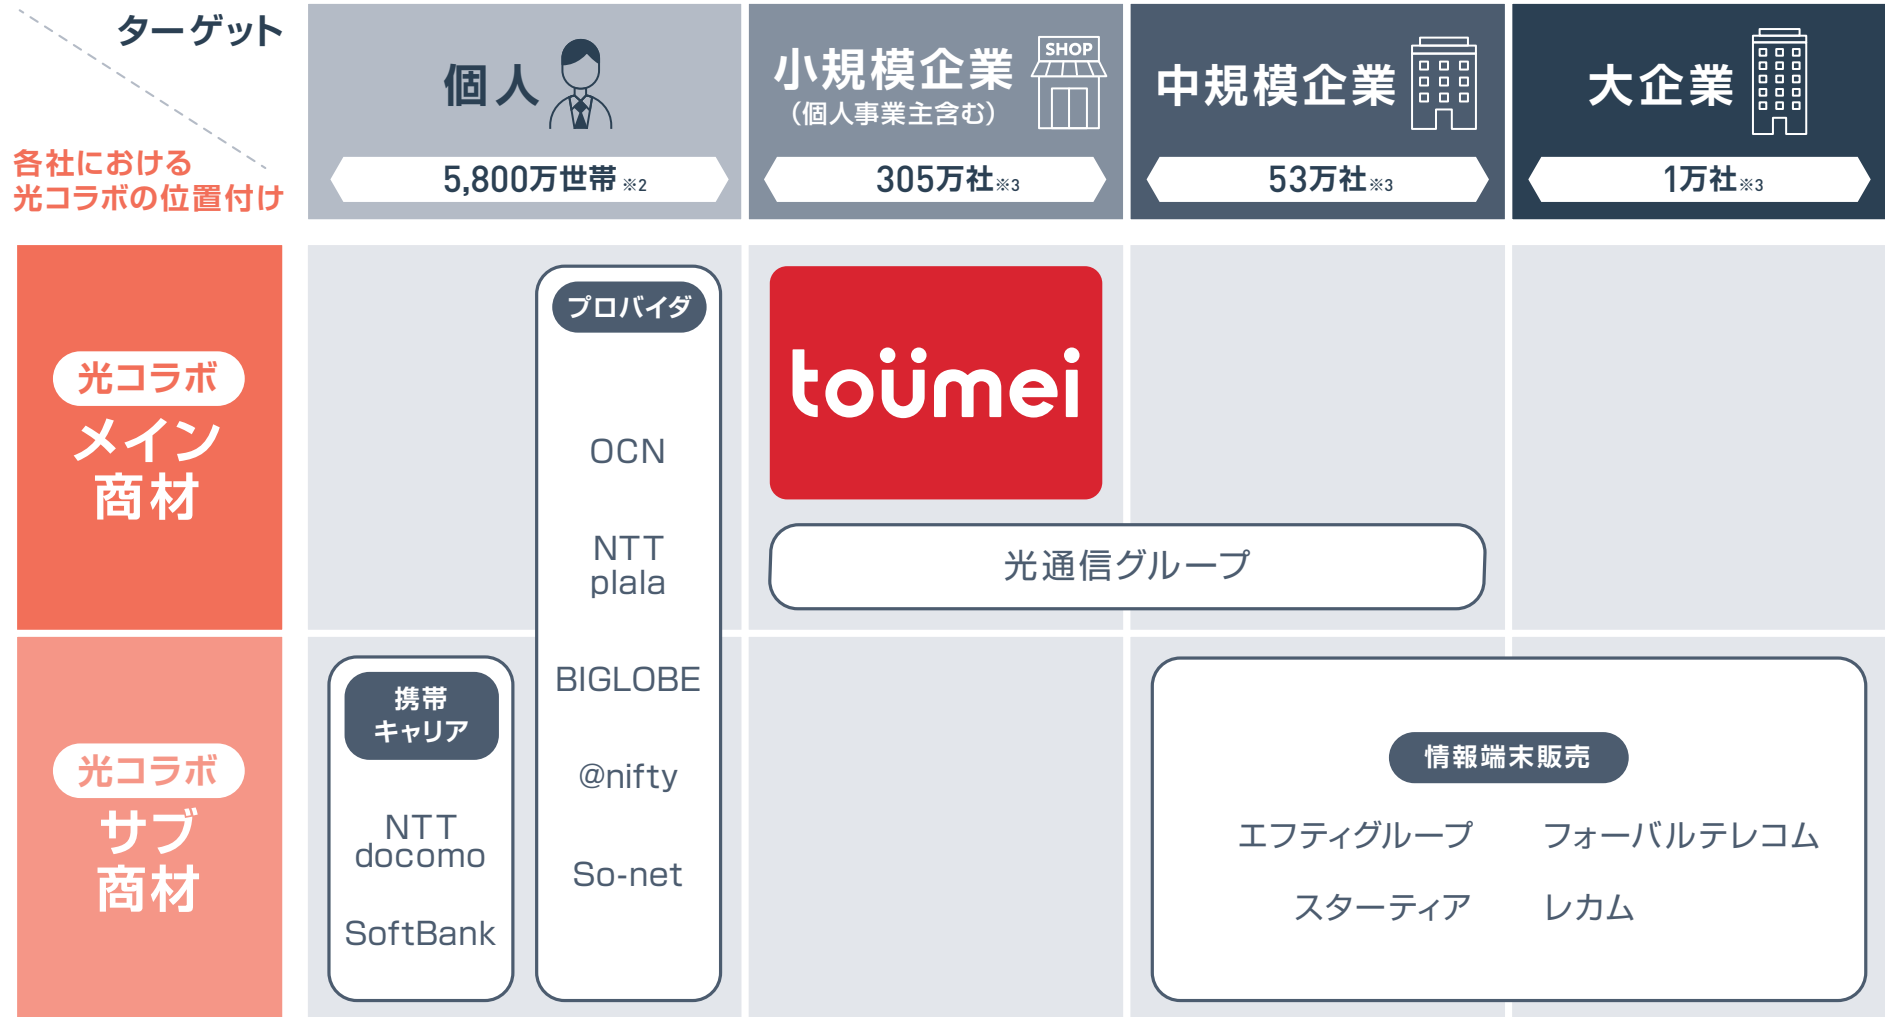 ターゲット
各社における
光コラボの位置付け
個人
5,800万世帯※2
小規模企業
（個人事業主含む）
SHOP
305万社※3
中規模企業
53万社※3
大企業
1万社※3
光コラボ
メイン
商材
プロバイダ
OCN
NTT
plala
BIGLOBE
@nifty
So-net
toümei
光通信グループ
光コラボ
サブ
商材
携帯
キャリア
NTT
docomo
SoftBank
情報端末販売
エフティグループ
フォーバルテレコム
スターティア
レカム